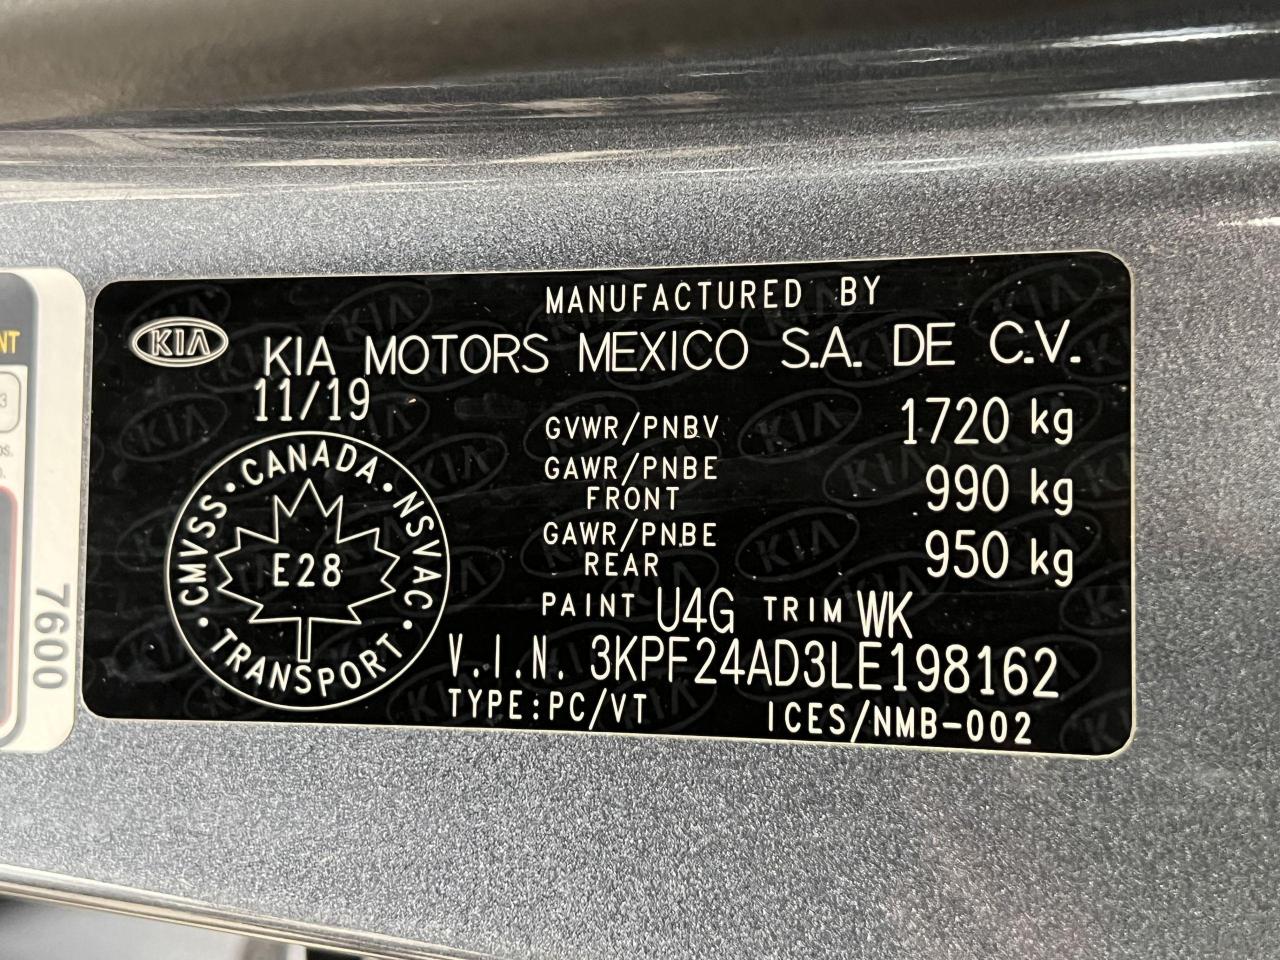 MANUFACTURED BY
KIA
KIA MOTORS MEXICO S.A. DE C.V.
11/19
GVWR/PNBV 1720 kg
GAWR/PNBE FRONT 990 kg
GAWR/PNBE REAR 950 kg
CMVSS • CANADA • NSVAC • TRANSPORT •
E28
PAINT U4G TRIM WK
V.I.N. 3KPF24AD3LE198162
TYPE:PC/VT ICES/NMB-002
NT
3
7600